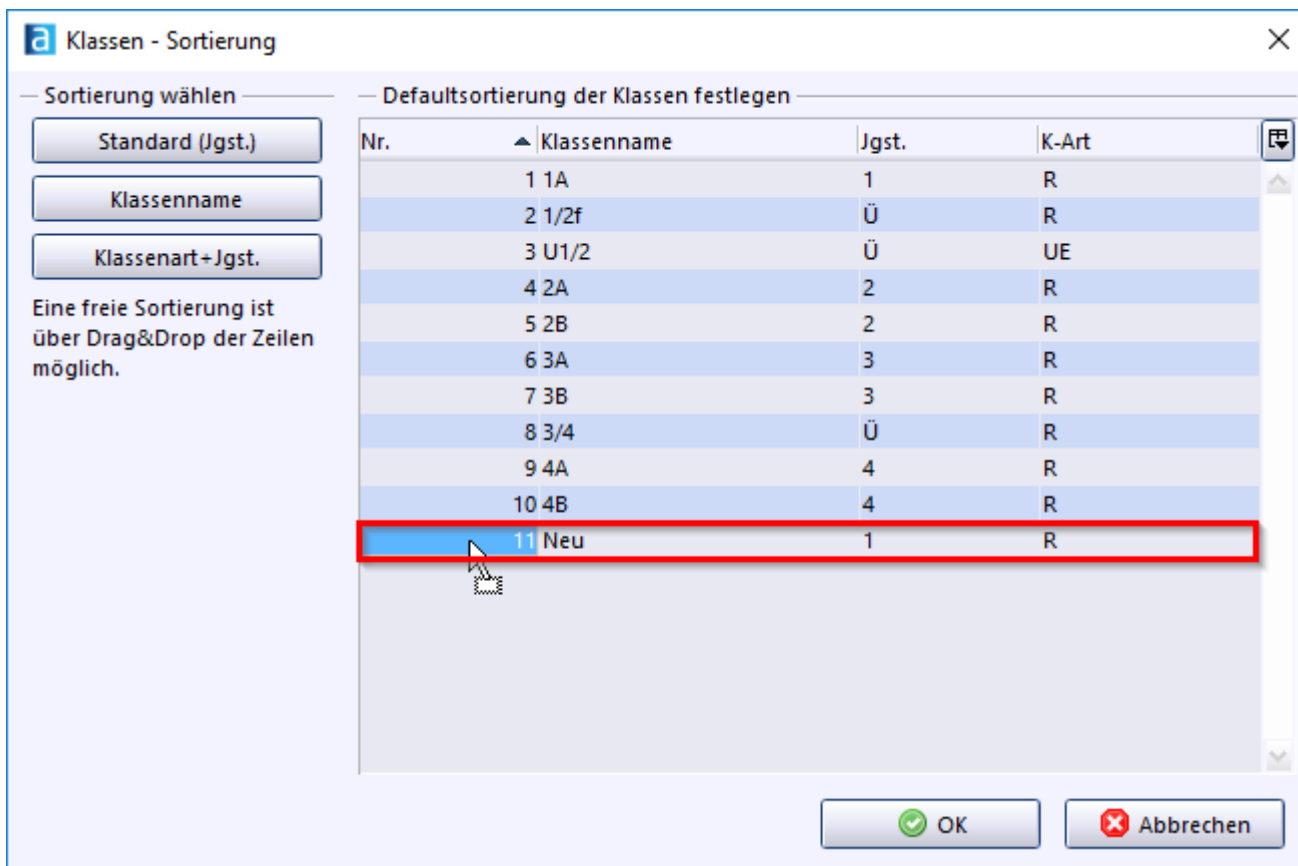 a Klassen - Sortierung
Sortierung wählen
Standard (Jgst.)
Klassenname
Klassenart+Jgst.
Eine freie Sortierung ist
über Drag&Drop der Zeilen
möglich.
Defaultsortierung der Klassen festlegen
Nr. Klassenname Jgst. K-Art
1 1A 1 R
2 1/2f Ü R
3 U1/2 Ü UE
4 2A 2 R
5 2B 2 R
6 3A 3 R
7 3B 3 R
8 3/4 Ü R
9 4A 4 R
10 4B 4 R
11 Neu 1 R
OK Abbrechen